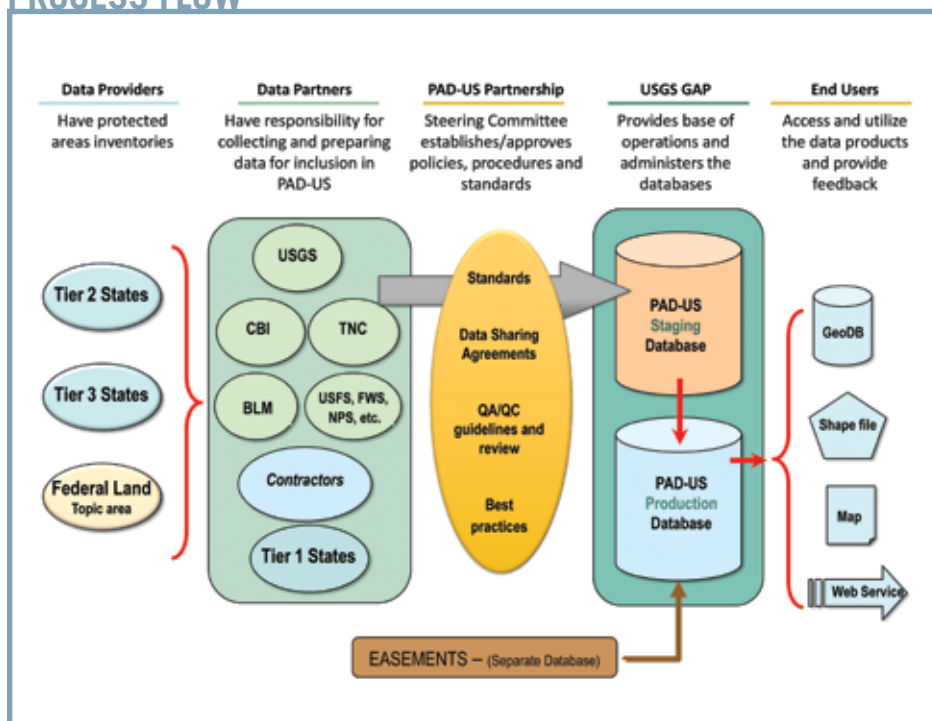 PROCESS FLOW
Data Providers
Have protected
areas inventories
Data Partners
Have responsibility for
collecting and preparing
data for inclusion in
PAD-US
PAD-US Partnership
Steering Committee
establishes/approves
policies, procedures and
standards
USGS GAP
Provides base of
operations and
administers the
databases
End Users
Access and utilize
the data products
and provide
feedback
Tier 2 States
Tier 3 States
Federal Land
Topic area
USGS
CBI
TNC
BLM
USFS, FWS,
NPS, etc.
Contractors
Tier 1 States
Standards
Data Sharing
Agreements
QA/QC
guidelines and
review
Best
practices
PAD-US
Staging
Database
PAD-US
Production
Database
GeoDB
Shape file
Map
Web Service
EASEMENTS – (Separate Database)